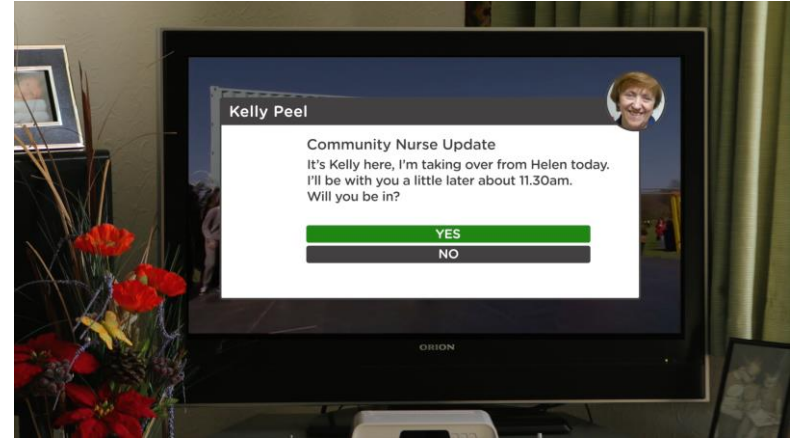 Kelly Peel
Community Nurse Update
It's Kelly here, I'm taking over from Helen today.
I'll be with you a little later about 11.30am.
Will you be in?
YES
NO
ORION